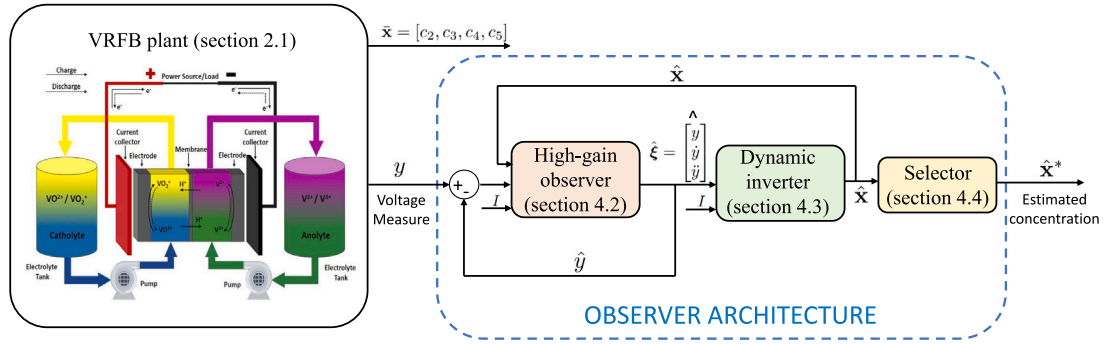 VRFB plant (section 2.1)
Charge
Discharge
+
Power Source/Load
-
e⁻
e⁻
e⁻
e⁻
Current
collector
Electrode
Membrane
Electrode
Current
collector
VO²⁺ / VO₂⁺
Catholyte
VO₂⁺
H⁺
V²⁺
VO²⁺
H⁺
V³⁺
V²⁺ / V³⁺
Anolyte
Electrolyte
Tank
Pump
Pump
Electrolyte
Tank
x̄ = [c₂, c₃, c₄, c₅]
y
Voltage
Measure
+
-
x̂
I
High-gain
observer
(section 4.2)
ξ̂ = [y ẏ ÿ]^
I
Dynamic
inverter
(section 4.3)
x̂
Selector
(section 4.4)
x̂*
Estimated
concentration
ŷ
OBSERVER ARCHITECTURE